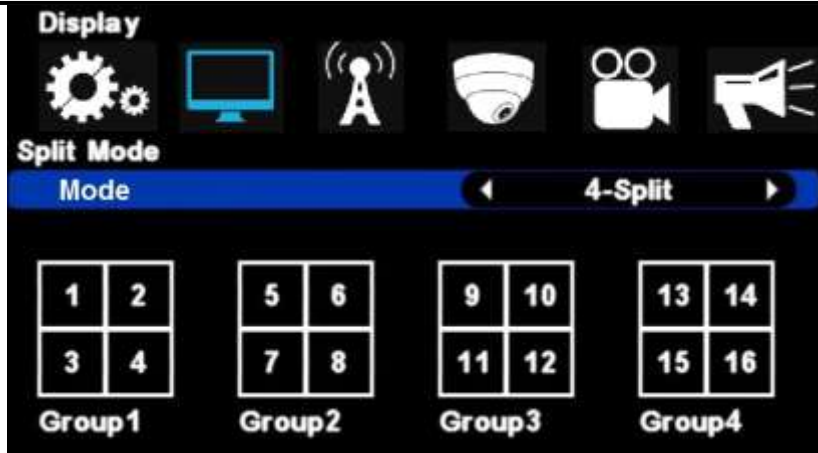 Display
Split Mode
Mode 4-Split
1 2 5 6 9 10 13 14
3 4 7 8 11 12 15 16
Group1 Group2 Group3 Group4